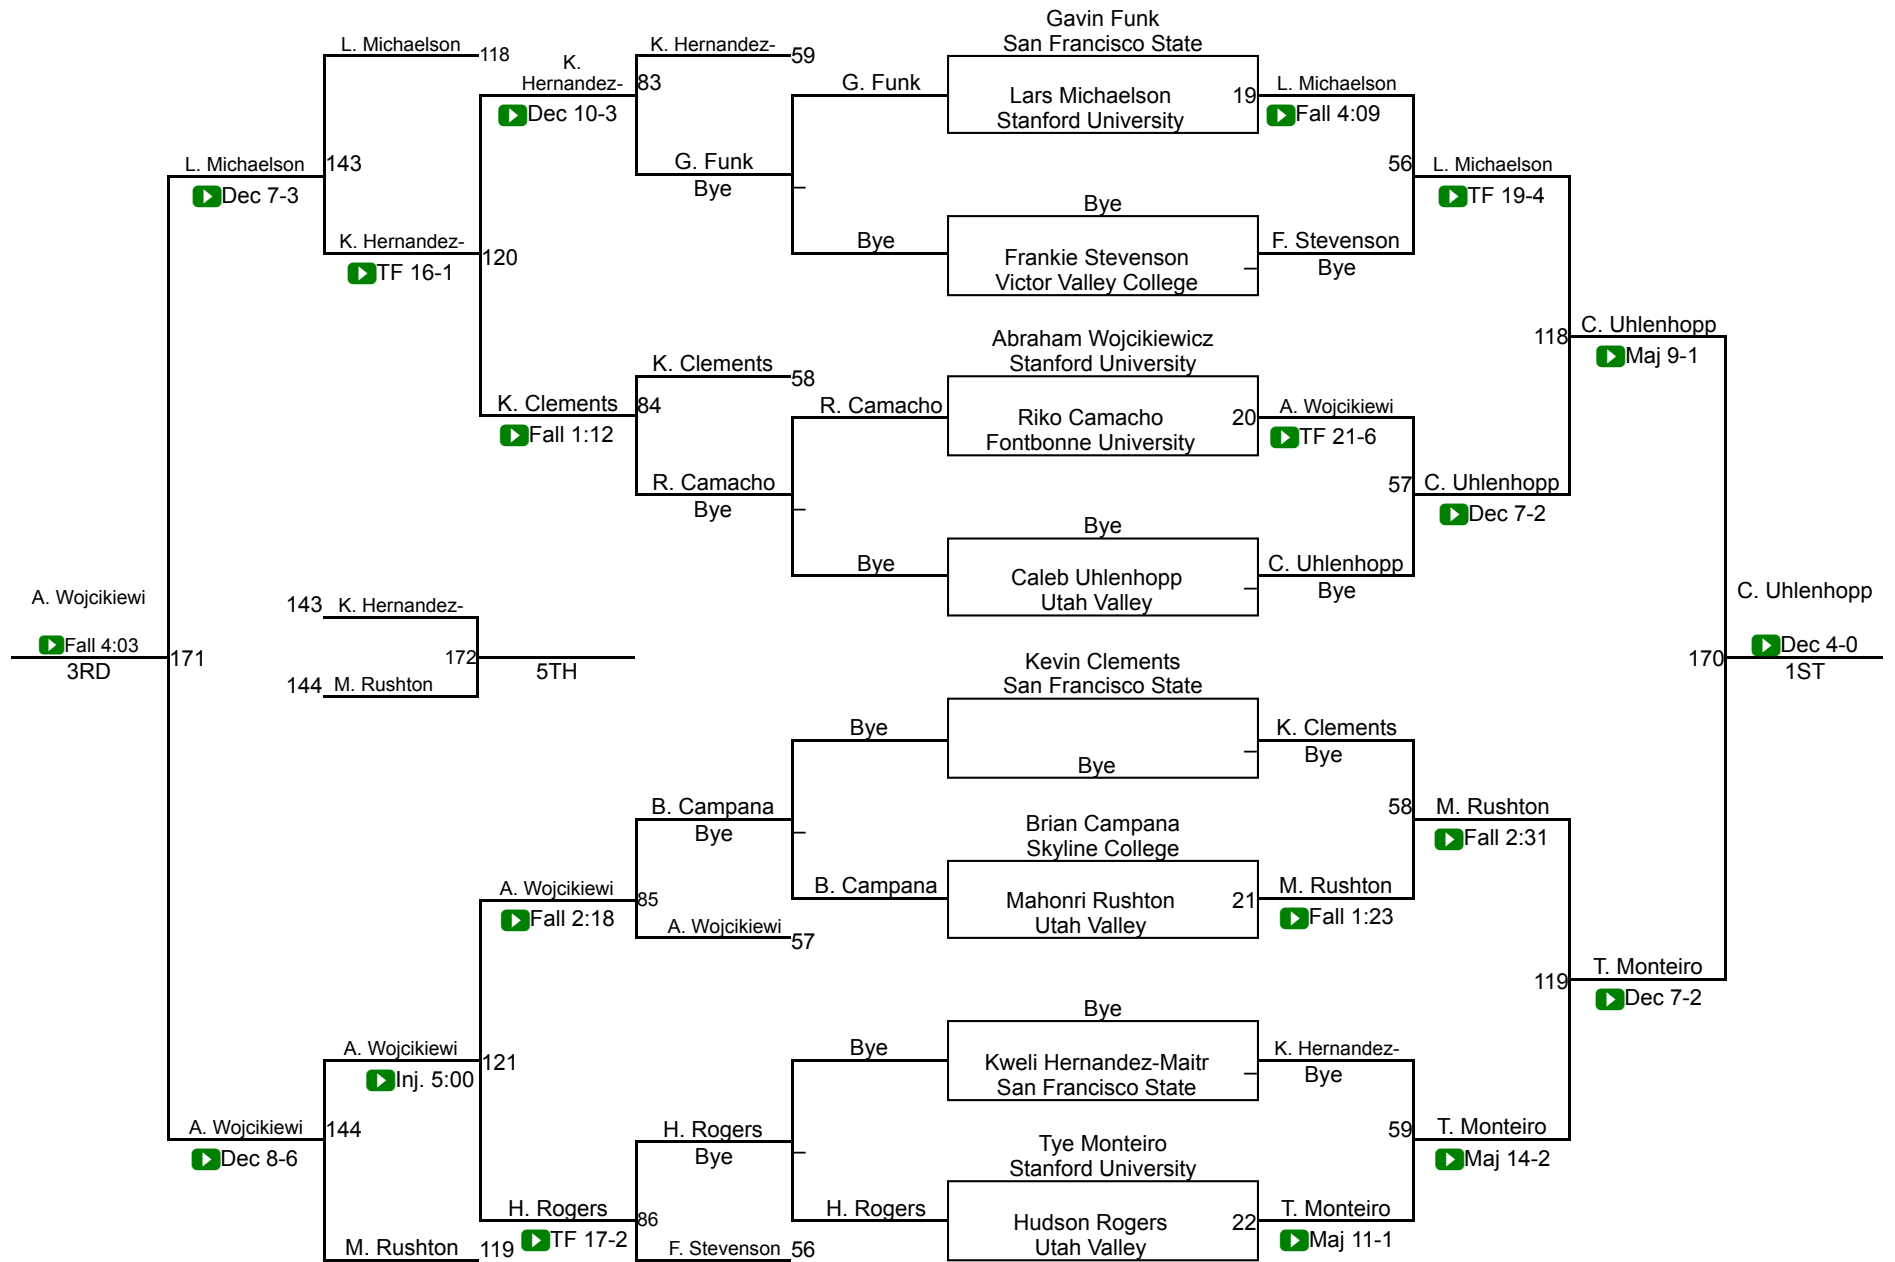 Gavin Funk
San Francisco State
L. Michaelson
118
K. Hernandez-
59
K.
Hernandez-
83
Dec 10-3
G. Funk
Lars Michaelson
Stanford University
19
L. Michaelson
Fall 4:09
L. Michaelson
143
Dec 7-3
G. Funk
Bye
56
L. Michaelson
TF 19-4
Bye
K. Hernandez-
120
TF 16-1
Bye
Frankie Stevenson
Victor Valley College
F. Stevenson
Bye
Abraham Wojcikiewicz
Stanford University
118
C. Uhlenhopp
Maj 9-1
K. Clements
58
K. Clements
84
Fall 1:12
R. Camacho
Riko Camacho
Fontbonne University
20
A. Wojcikiewi
TF 21-6
R. Camacho
Bye
57
C. Uhlenhopp
Dec 7-2
Bye
Bye
Caleb Uhlenhopp
Utah Valley
C. Uhlenhopp
Bye
A. Wojcikiewi
Fall 4:03
3RD
171
143
K. Hernandez-
172
5TH
144
M. Rushton
C. Uhlenhopp
170
Dec 4-0
1ST
Kevin Clements
San Francisco State
Bye
Bye
K. Clements
Bye
B. Campana
Bye
58
M. Rushton
Fall 2:31
Brian Campana
Skyline College
A. Wojcikiewi
85
Fall 2:18
B. Campana
Mahonri Rushton
Utah Valley
21
M. Rushton
Fall 1:23
A. Wojcikiewi
57
119
T. Monteiro
Dec 7-2
Bye
A. Wojcikiewi
121
Inj. 5:00
Bye
Kweli Hernandez-Maitr
San Francisco State
K. Hernandez-
Bye
A. Wojcikiewi
144
Dec 8-6
H. Rogers
Bye
59
T. Monteiro
Maj 14-2
Tye Monteiro
Stanford University
H. Rogers
86
TF 17-2
H. Rogers
Hudson Rogers
Utah Valley
22
T. Monteiro
Maj 11-1
M. Rushton
119
F. Stevenson
56